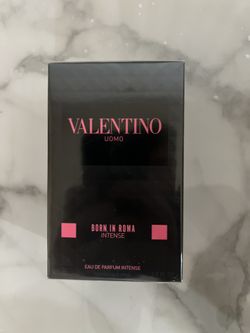 VALENTINO
UOMO
BORN IN ROMA
INTENSE
EAU DE PARFUM INTENSE